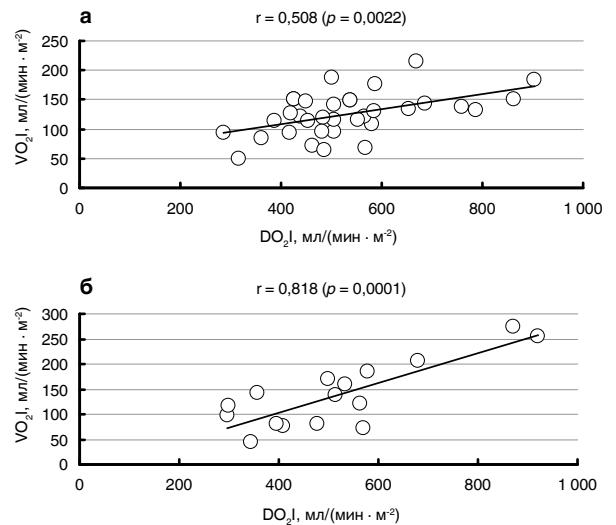 а
r = 0,508 (p = 0,0022)
VO₂I, мл/(мин · м⁻²)
250
200
150
100
50
0
0 200 400 600 800 1 000
DO₂I, мл/(мин · м⁻²)
б
r = 0,818 (p = 0,0001)
VO₂I, мл/(мин · м⁻²)
300
250
200
150
100
50
0
0 200 400 600 800 1 000
DO₂I, мл/(мин · м⁻²)